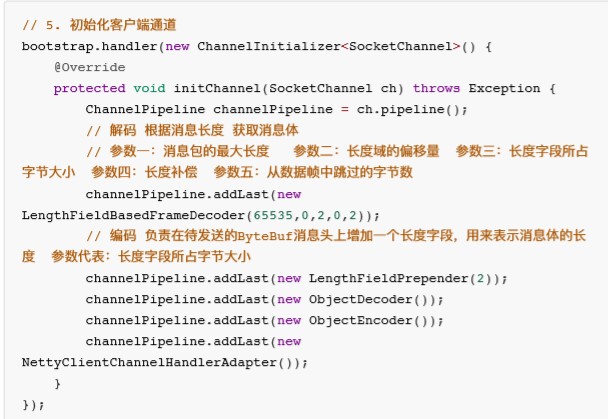 // 5. 初始化客户端通道
bootstrap.handler(new ChannelInitializer<SocketChannel>() {
    @Override
    protected void initChannel(SocketChannel ch) throws Exception {
        ChannelPipeline channelPipeline = ch.pipeline();
        // 解码 根据消息长度 获取消息体
        // 参数一：消息包的最大长度   参数二：长度域的偏移量  参数三：长度字段所占
字节大小  参数四：长度补偿  参数五：从数据帧中跳过的字节数
        channelPipeline.addLast(new
LengthFieldBasedFrameDecoder(65535,0,2,0,2));
        // 编码 负责在待发送的ByteBuf消息头上增加一个长度字段，用来表示消息体的长
度  参数代表：长度字段所占字节大小
        channelPipeline.addLast(new LengthFieldPrepender(2));
        channelPipeline.addLast(new ObjectDecoder());
        channelPipeline.addLast(new ObjectEncoder());
        channelPipeline.addLast(new
NettyClientChannelHandlerAdapter());
    }
});